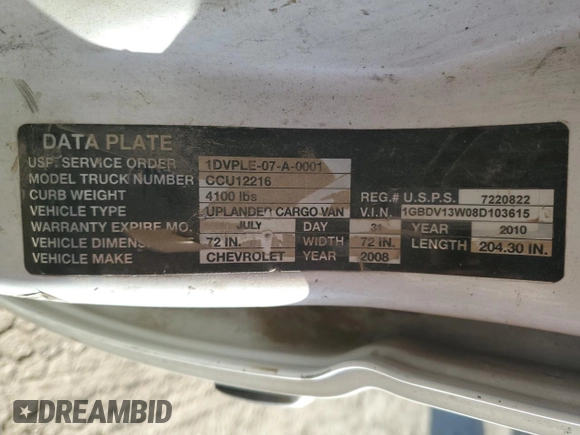 DATA PLATE
USP. SERVICE ORDER 1DVPLE-07-A-0001
MODEL TRUCK NUMBER CCU12216
CURB WEIGHT 4100 lbs REG.# U.S.P.S. 7220822
VEHICLE TYPE UPLANDER CARGO VAN V.I.N. 1GBDV13W08D103615
WARRANTY EXPIRE MO. JULY DAY 31 YEAR 2010
VEHICLE DIMENS 72 IN. WIDTH 72 IN. LENGTH 204.30 IN.
VEHICLE MAKE CHEVROLET YEAR 2008
DREAMBID